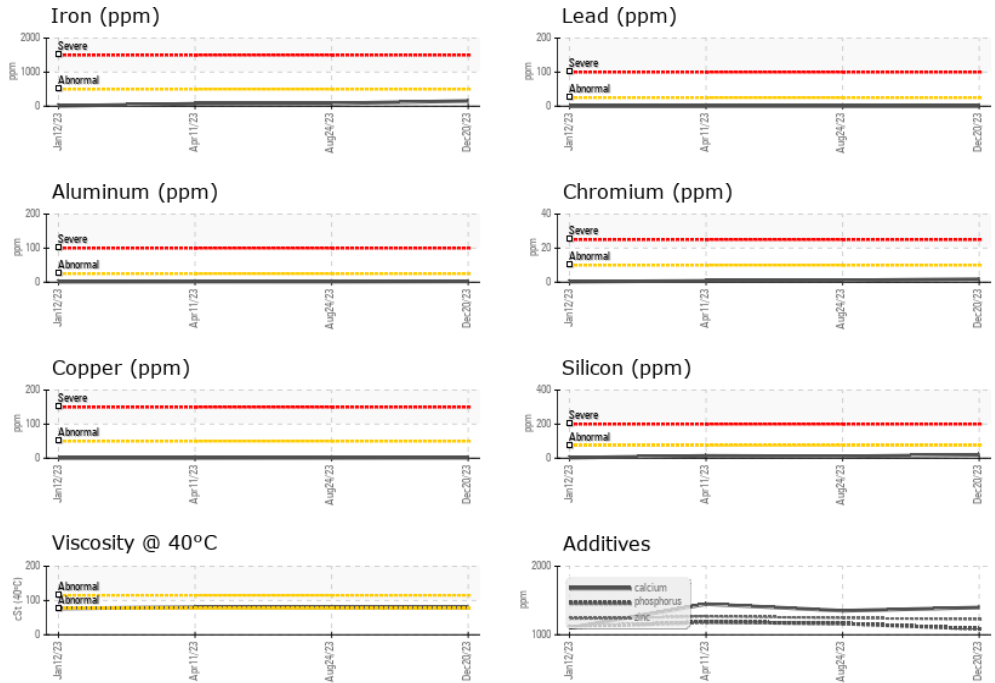 Iron (ppm)
2000
1000
0
ppm
Severe
Abnormal
Jan12/23
Apr11/23
Aug24/23
Dec20/23
Lead (ppm)
200
100
0
ppm
Severe
Abnormal
Jan12/23
Apr11/23
Aug24/23
Dec20/23
Aluminum (ppm)
200
100
0
ppm
Severe
Abnormal
Jan12/23
Apr11/23
Aug24/23
Dec20/23
Chromium (ppm)
40
20
0
ppm
Severe
Abnormal
Jan12/23
Apr11/23
Aug24/23
Dec20/23
Copper (ppm)
200
100
0
ppm
Severe
Abnormal
Jan12/23
Apr11/23
Aug24/23
Dec20/23
Silicon (ppm)
400
200
0
ppm
Severe
Abnormal
Jan12/23
Apr11/23
Aug24/23
Dec20/23
Viscosity @ 40°C
200
100
0
cSt (40°C)
Abnormal
Abnormal
Jan12/23
Apr11/23
Aug24/23
Dec20/23
Additives
2000
1000
ppm
calcium
phosphorus
zinc
Jan12/23
Apr11/23
Aug24/23
Dec20/23